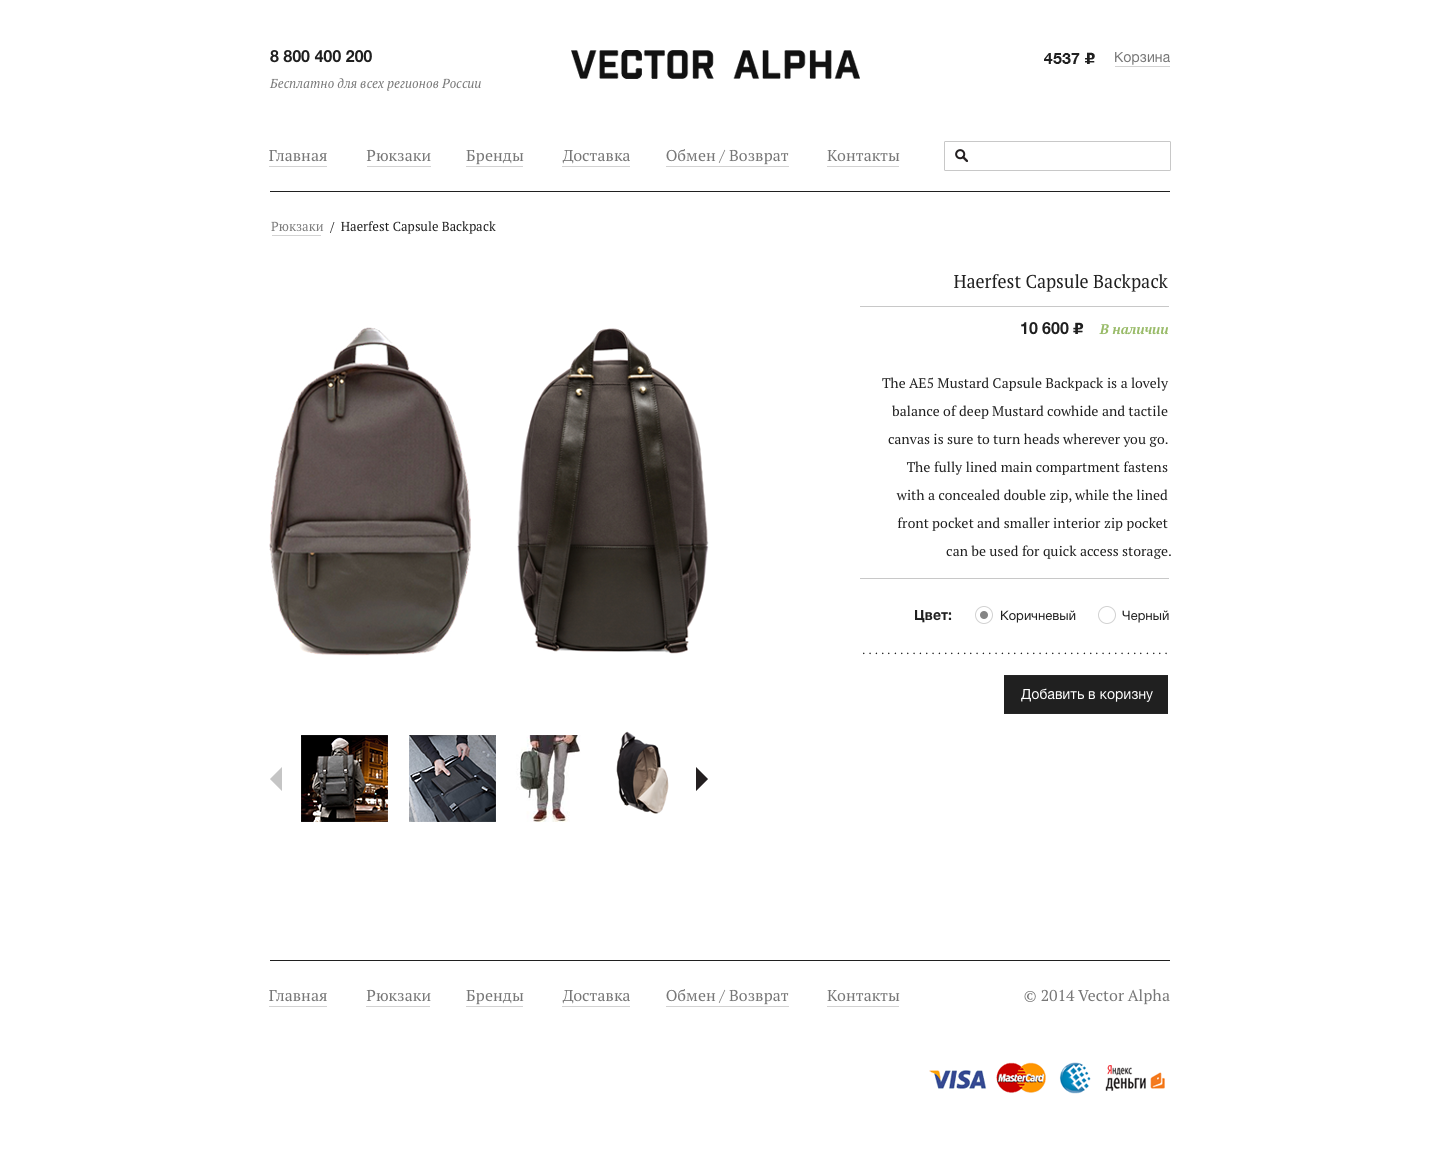 8 800 400 200
Бесплатно для всех регионов России
VECTOR ALPHA
4537 ₽ Корзина
Главная Рюкзаки Бренды Доставка Обмен / Возврат Контакты
Рюкзаки / Haerfest Capsule Backpack
Haerfest Capsule Backpack
10 600 ₽ В наличии
The AE5 Mustard Capsule Backpack is a lovely
balance of deep Mustard cowhide and tactile
canvas is sure to turn heads wherever you go.
The fully lined main compartment fastens
with a concealed double zip, while the lined
front pocket and smaller interior zip pocket
can be used for quick access storage.
Цвет: Коричневый Черный
Добавить в коризну
Главная Рюкзаки Бренды Доставка Обмен / Возврат Контакты © 2014 Vector Alpha
VISA MasterCard Яндекс деньги